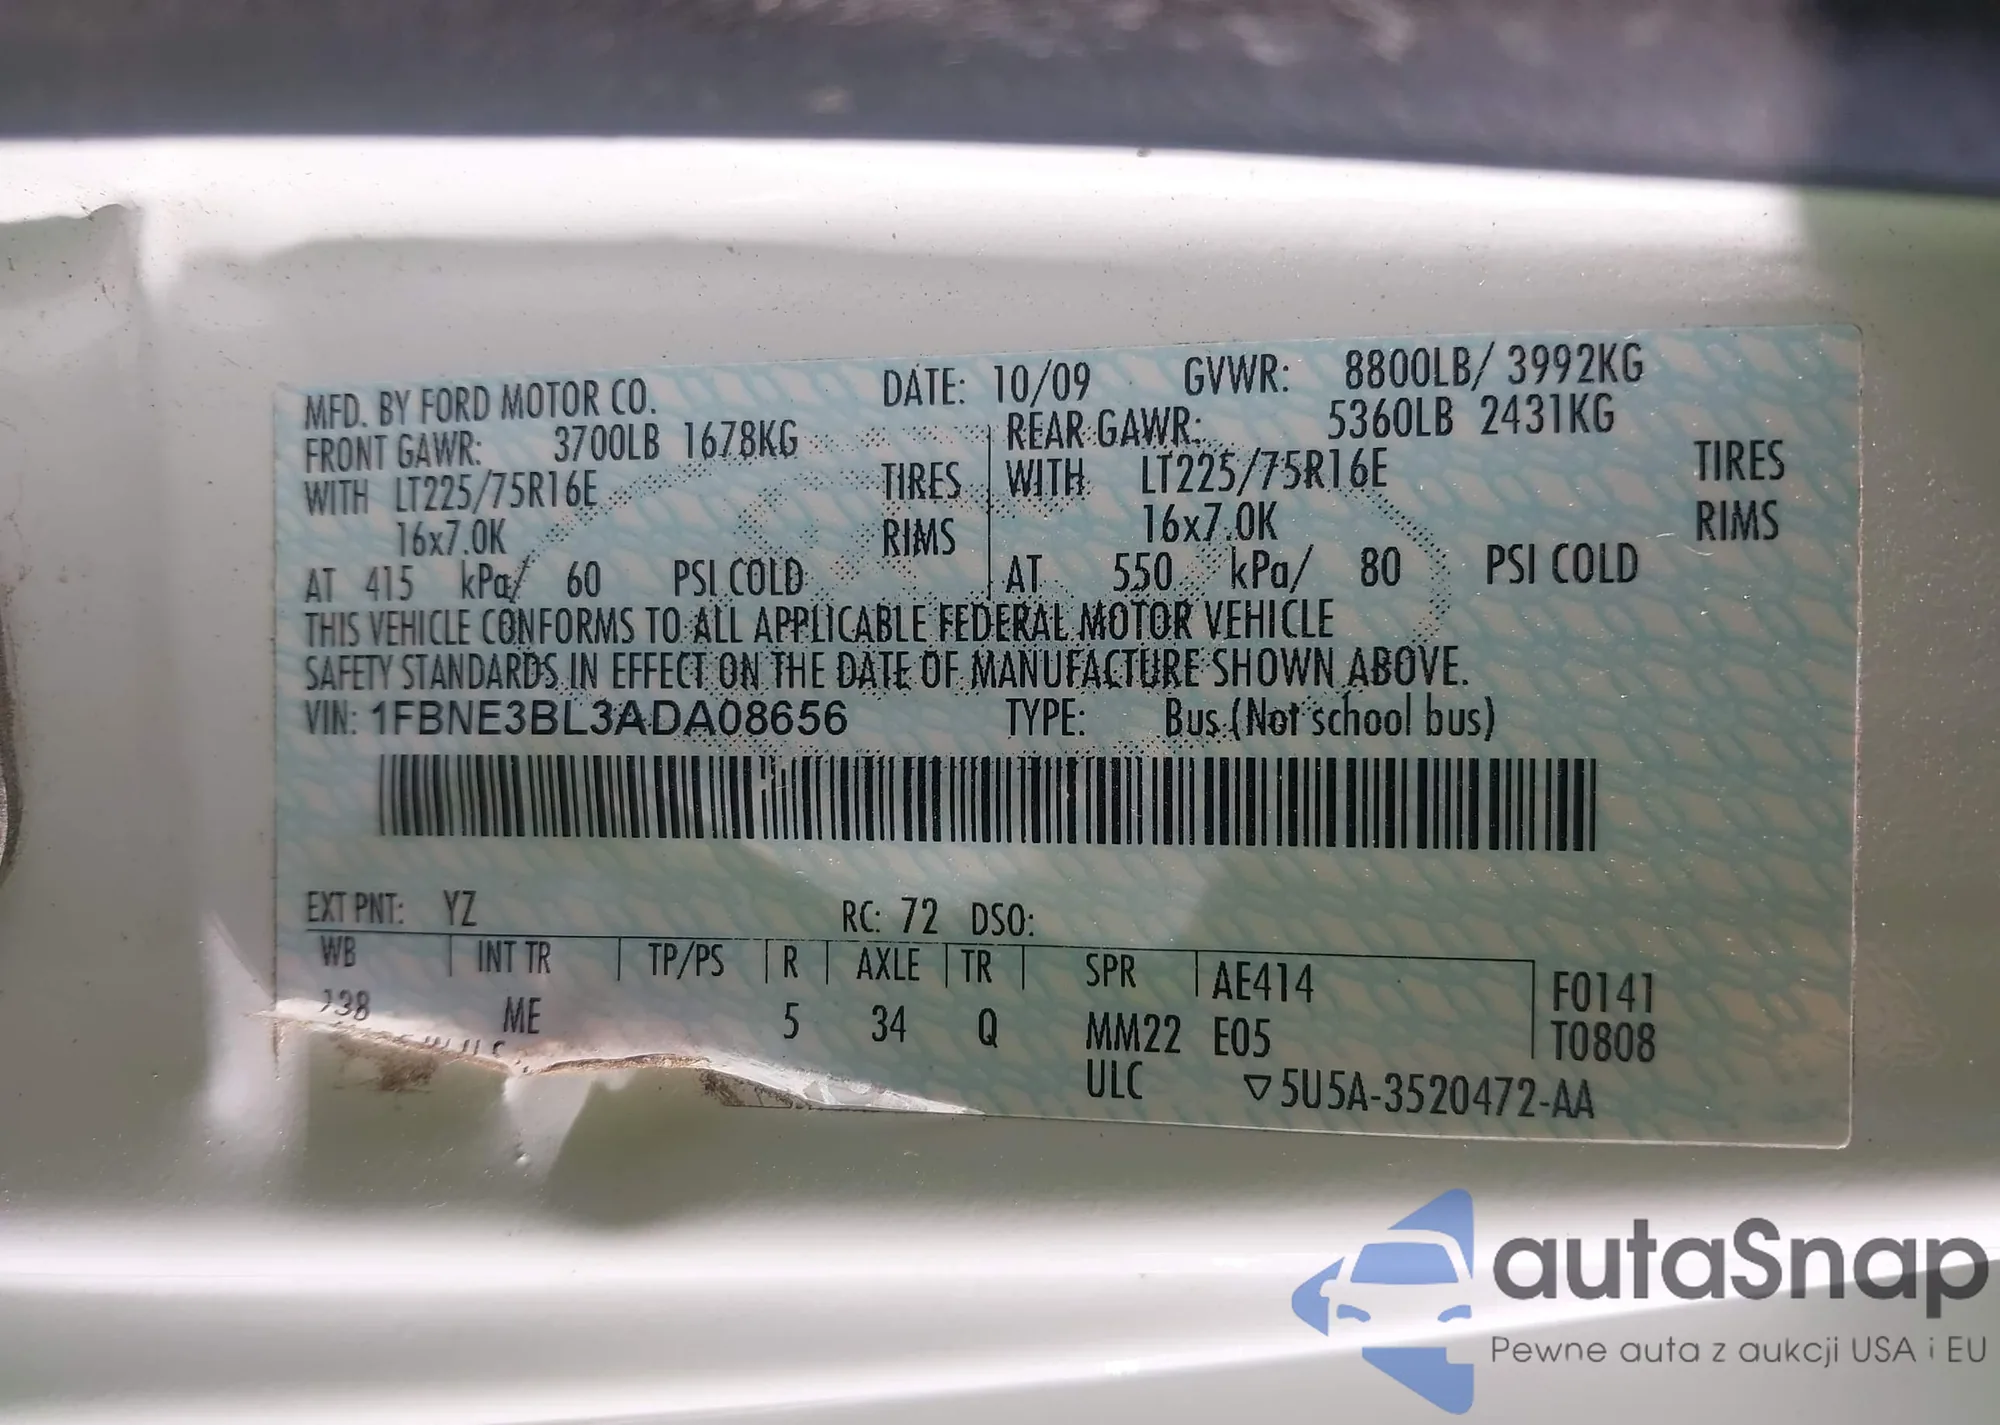 MFD. BY FORD MOTOR CO. DATE: 10/09 GVWR: 8800LB/ 3992KG
FRONT GAWR: 3700LB 1678KG REAR GAWR: 5360LB 2431KG
WITH LT225/75R16E TIRES WITH LT225/75R16E TIRES
16x7.0K RIMS 16x7.0K RIMS
AT 415 kPa/ 60 PSI COLD AT 550 kPa/ 80 PSI COLD
THIS VEHICLE CONFORMS TO ALL APPLICABLE FEDERAL MOTOR VEHICLE
SAFETY STANDARDS IN EFFECT ON THE DATE OF MANUFACTURE SHOWN ABOVE.
VIN: 1FBNE3BL3ADA08656 TYPE: Bus (Not school bus)
EXT PNT: YZ RC: 72 DSO:
WB INT TR TP/PS R AXLE TR SPR AE414 F0141
138 ME 5 34 Q MM22 E05 T0808
ULC ▽5U5A-3520472-AA
autaSnap
Pewne auta z aukcji USA i EU